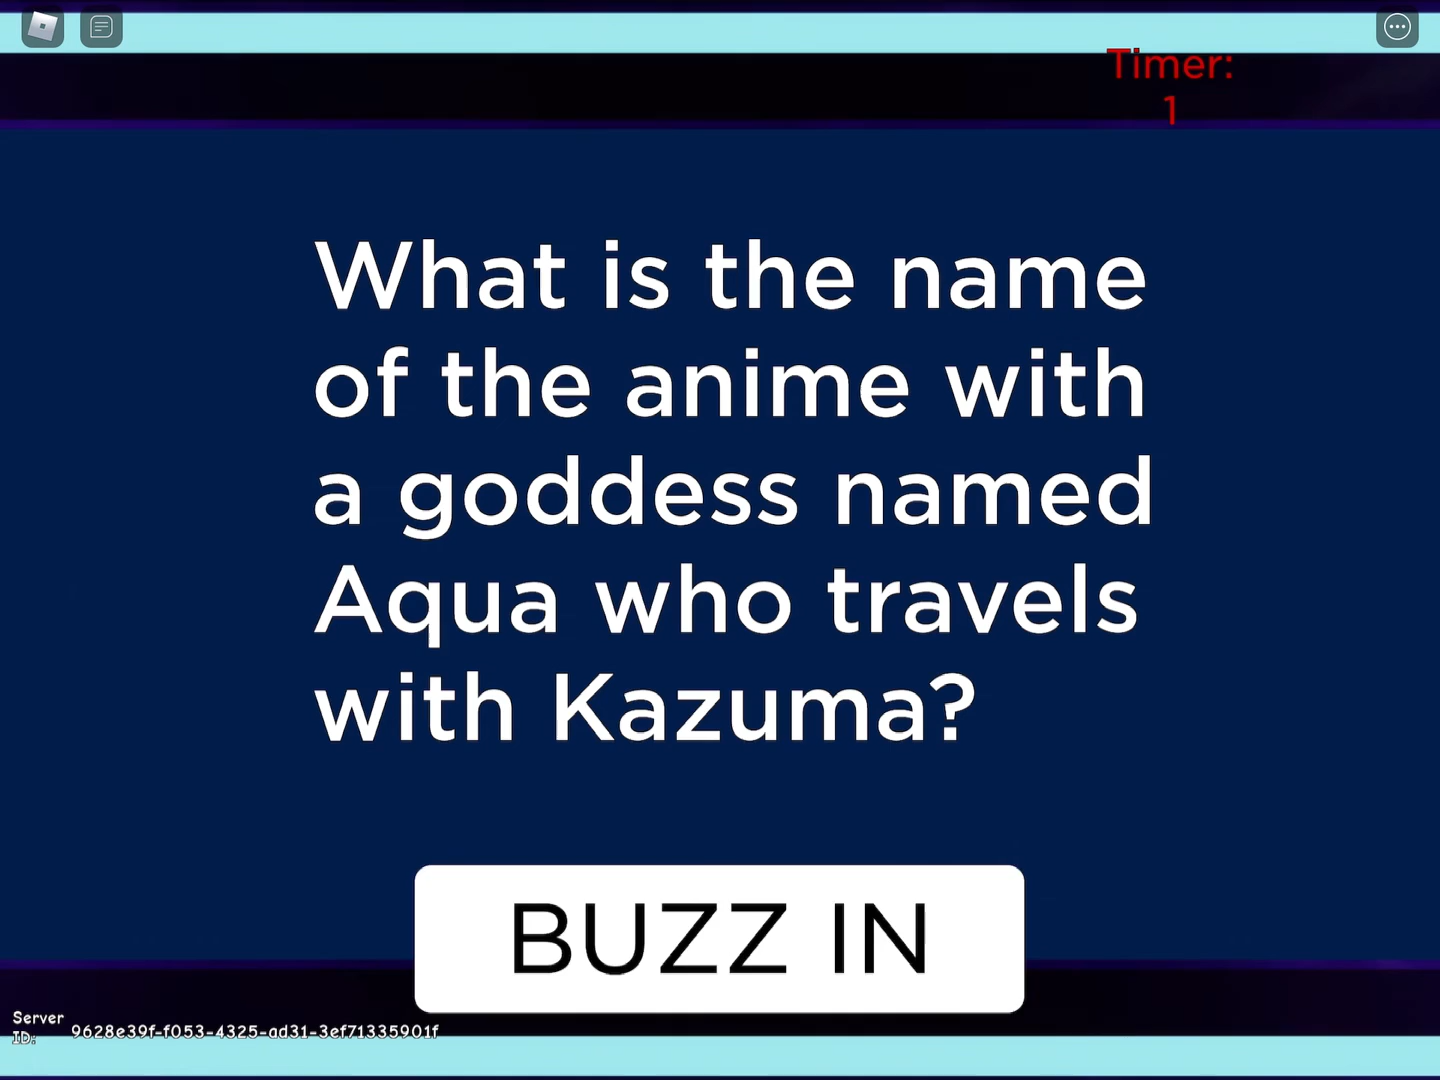 Timer:
1
What is the name
of the anime with
a goddess named
Aqua who travels
with Kazuma?
BUZZ IN
Server
ID: 9628e39f-f053-4325-ad31-3ef71335901f